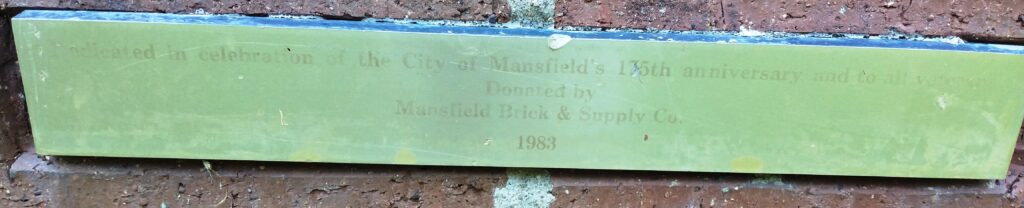 Dedicated in celebration of the City of Mansfield's 175th anniversary and to all
Donated by
Mansfield Brick & Supply Co.
1983